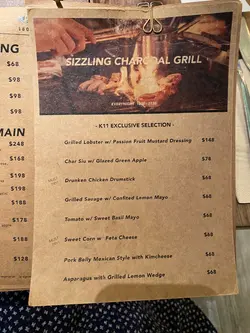 SIZZLING CHARCOAL GRILL
- K11 EXCLUSIVE SELECTION -
Grilled Lobster w/ Passion Fruit Mustard Dressing $148
Char Siu w/ Glazed Green Apple $78
Drunken Chicken Drumstick $68
Grilled Savage w/ Confited Lemon Mayo $68
Tomato w/ Sweet Basil Mayo $68
Sweet Corn w/ Feta Cheese $68
Pork Belly Mexican Style with Kimcheese $68
Asparagus with Grilled Lemon Wedge $68
NG
$68
$98
$98
$98
MAIN
$248
$168
$188
$178
$188
$128